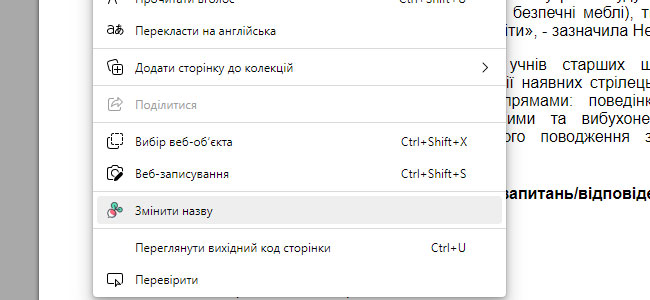 Прочитати вголос Ctrl+Shift+U
безпечні меблі), т
Перекласти на англійська
іти», - зазначила Не
Додати сторінку до колекцій
учнів старших ш
ії наявних стрілець
Поділитися
прямами: поведінк
ими та вибухоне
Вибір веб-об’єкта Ctrl+Shift+X
ого поводження з
Веб-записування Ctrl+Shift+S
запитань/відповіде
Змінити назву
Переглянути вихідний код сторінки Ctrl+U
Перевірити